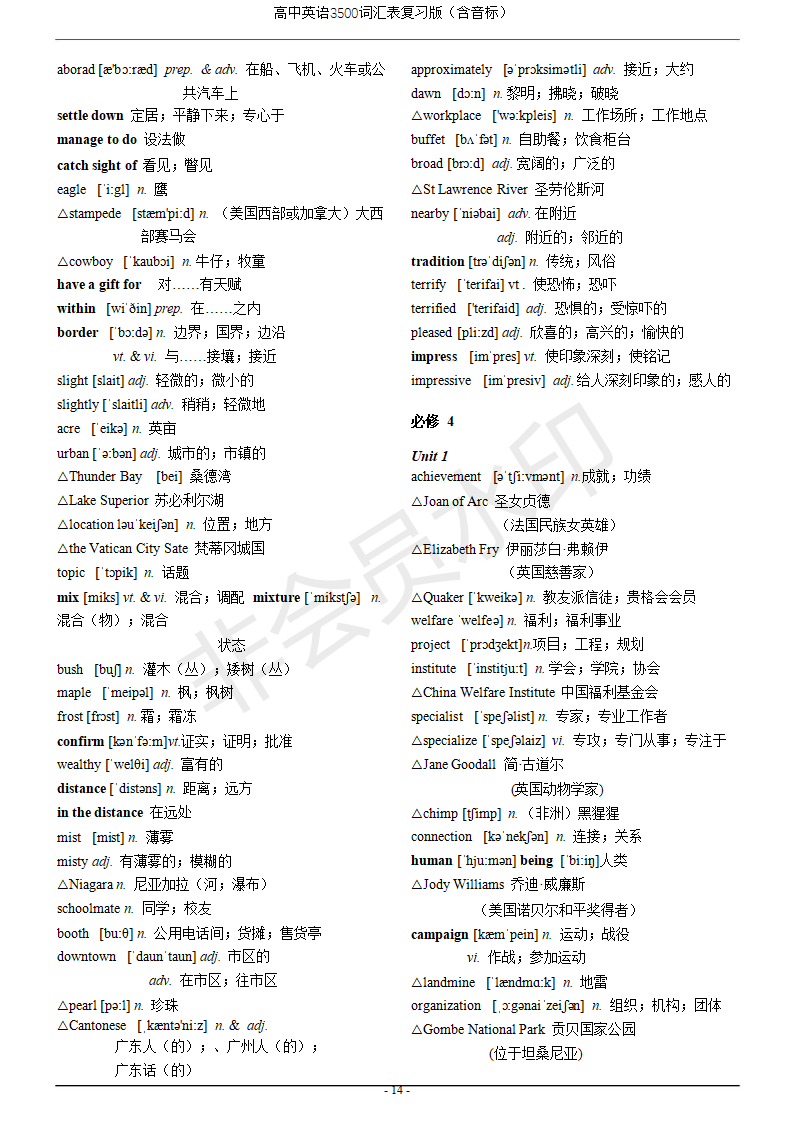 高中英语3500词汇表复习版（含音标）
aborad [æ'bɔ:ræd] prep. & adv. 在船、飞机、火车或公
共汽车上
settle down 定居；平静下来；专心于
manage to do 设法做
catch sight of 看见；瞥见
eagle [ˈi:gl] n. 鹰
△stampede [stæm'pi:d] n. （美国西部或加拿大）大西
部赛马会
△cowboy [ˈkaubɔi] n. 牛仔；牧童
have a gift for 对……有天赋
within [wiˈðin] prep. 在……之内
border [ˈbɔ:də] n. 边界；国界；边沿
vt. & vi. 与……接壤；接近
slight [slait] adj. 轻微的；微小的
slightly [ˈslaitli] adv. 稍稍；轻微地
acre [ˈeikə] n. 英亩
urban [ˈə:bən] adj. 城市的；市镇的
△Thunder Bay [bei] 桑德湾
△Lake Superior 苏必利尔湖
△location ləuˈkeiʃən] n. 位置；地方
△the Vatican City Sate 梵蒂冈城国
topic [ˈtɔpik] n. 话题
mix [miks] vt. & vi. 混合；调配 mixture [ˈmikstʃə] n.
混合（物）；混合
状态
bush [buʃ] n. 灌木（丛）；矮树（丛）
maple [ˈmeipəl] n. 枫；枫树
frost [frɔst] n. 霜；霜冻
confirm [kənˈfə:m]vt.证实；证明；批准
wealthy [ˈwelθi] adj. 富有的
distance [ˈdistəns] n. 距离；远方
in the distance 在远处
mist [mist] n. 薄雾
misty adj. 有薄雾的；模糊的
△Niagara n. 尼亚加拉（河；瀑布）
schoolmate n. 同学；校友
booth [bu:θ] n. 公用电话间；货摊；售货亭
downtown [ˈdaunˈtaun] adj. 市区的
adv. 在市区；往市区
△pearl [pə:l] n. 珍珠
△Cantonese [ˌkæntə'ni:z] n. & adj.
广东人（的）；、广州人（的）；
广东话（的）
approximately [əˈprɔksimətli] adv. 接近；大约
dawn [dɔ:n] n. 黎明；拂晓；破晓
△workplace ['wə:kpleis] n. 工作场所；工作地点
buffet [bʌˈfət] n. 自助餐；饮食柜台
broad [brɔ:d] adj. 宽阔的；广泛的
△St Lawrence River 圣劳伦斯河
nearby [ˈniəbai] adv. 在附近
adj. 附近的；邻近的
tradition [trəˈdiʃən] n. 传统；风俗
terrify [ˈterifai] vt . 使恐怖；恐吓
terrified ['terifaid] adj. 恐惧的；受惊吓的
pleased [pli:zd] adj. 欣喜的；高兴的；愉快的
impress [imˈpres] vt. 使印象深刻；使铭记
impressive [imˈpresiv] adj. 给人深刻印象的；感人的
必修 4
Unit 1
achievement [əˈtʃi:vmənt] n.成就；功绩
△Joan of Arc 圣女贞德
（法国民族女英雄）
△Elizabeth Fry 伊丽莎白·弗赖伊
（英国慈善家）
△Quaker [ˈkweikə] n. 教友派信徒；贵格会会员
welfare ˈwelfeə] n. 福利；福利事业
project [ˈprɔdʒekt]n.项目；工程；规划
institute [ˈinstitju:t] n. 学会；学院；协会
△China Welfare Institute 中国福利基金会
specialist [ˈspeʃəlist] n. 专家；专业工作者
△specialize [ˈspeʃəlaiz] vi. 专攻；专门从事；专注于
△Jane Goodall 简·古道尔
(英国动物学家)
△chimp [tʃimp] n. （非洲）黑猩猩
connection [kəˈnekʃən] n. 连接；关系
human [ˈhju:mən] being [ˈbi:iŋ]人类
△Jody Williams 乔迪·威廉斯
（美国诺贝尔和平奖得者）
campaign [kæmˈpein] n. 运动；战役
vi. 作战；参加运动
△landmine [ˈlændmɑ:k] n. 地雷
organization [ˌɔ:gənaiˈzeiʃən] n. 组织；机构；团体
△Gombe National Park 贡贝国家公园
(位于坦桑尼亚)
非会员水印
- 14 -